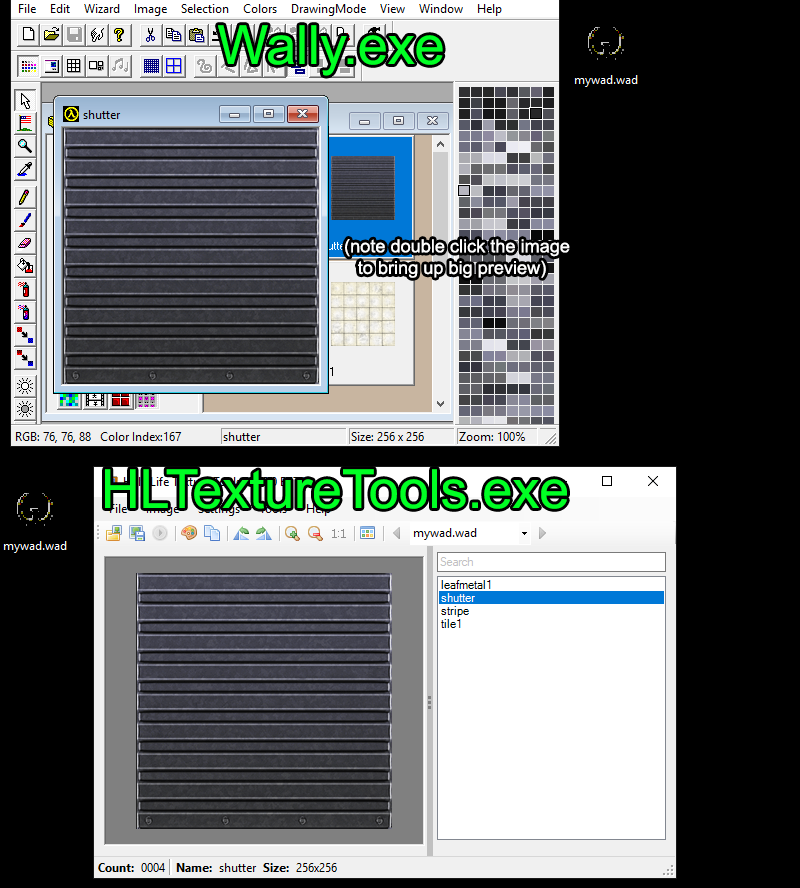 File Edit Wizard Image Selection Colors DrawingMode View Window Help
Wally.exe
mywad.wad
shutter
(note double click the image
to bring up big preview)
1
RGB: 76, 76, 88 Color Index:167 shutter Size: 256 x 256 Zoom: 100%
HLTextureTools.exe
mywad.wad
File Image Settings Tools Help
1:1 mywad.wad
Search
leafmetal1
shutter
stripe
tile1
Count: 0004 Name: shutter Size: 256x256